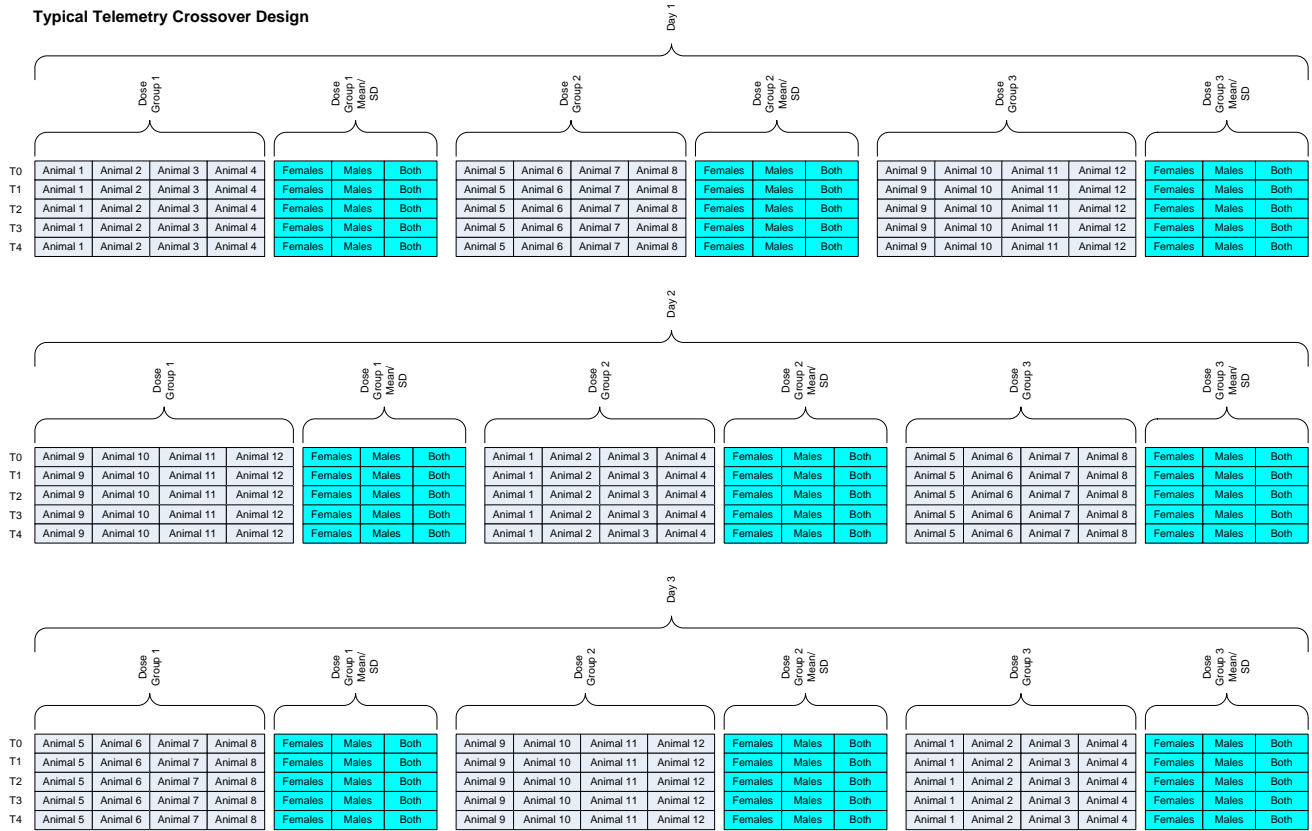 Typical Telemetry Crossover Design
Day 1
Dose Group 1
Dose Group 1 Mean/ SD
Dose Group 2
Dose Group 2 Mean/ SD
Dose Group 3
Dose Group 3 Mean/ SD
T0 Animal 1 Animal 2 Animal 3 Animal 4 Females Males Both Animal 5 Animal 6 Animal 7 Animal 8 Females Males Both Animal 9 Animal 10 Animal 11 Animal 12 Females Males Both
T1 Animal 1 Animal 2 Animal 3 Animal 4 Females Males Both Animal 5 Animal 6 Animal 7 Animal 8 Females Males Both Animal 9 Animal 10 Animal 11 Animal 12 Females Males Both
T2 Animal 1 Animal 2 Animal 3 Animal 4 Females Males Both Animal 5 Animal 6 Animal 7 Animal 8 Females Males Both Animal 9 Animal 10 Animal 11 Animal 12 Females Males Both
T3 Animal 1 Animal 2 Animal 3 Animal 4 Females Males Both Animal 5 Animal 6 Animal 7 Animal 8 Females Males Both Animal 9 Animal 10 Animal 11 Animal 12 Females Males Both
T4 Animal 1 Animal 2 Animal 3 Animal 4 Females Males Both Animal 5 Animal 6 Animal 7 Animal 8 Females Males Both Animal 9 Animal 10 Animal 11 Animal 12 Females Males Both
Day 2
Dose Group 1
Dose Group 1 Mean/ SD
Dose Group 2
Dose Group 2 Mean/ SD
Dose Group 3
Dose Group 3 Mean/ SD
T0 Animal 9 Animal 10 Animal 11 Animal 12 Females Males Both Animal 1 Animal 2 Animal 3 Animal 4 Females Males Both Animal 5 Animal 6 Animal 7 Animal 8 Females Males Both
T1 Animal 9 Animal 10 Animal 11 Animal 12 Females Males Both Animal 1 Animal 2 Animal 3 Animal 4 Females Males Both Animal 5 Animal 6 Animal 7 Animal 8 Females Males Both
T2 Animal 9 Animal 10 Animal 11 Animal 12 Females Males Both Animal 1 Animal 2 Animal 3 Animal 4 Females Males Both Animal 5 Animal 6 Animal 7 Animal 8 Females Males Both
T3 Animal 9 Animal 10 Animal 11 Animal 12 Females Males Both Animal 1 Animal 2 Animal 3 Animal 4 Females Males Both Animal 5 Animal 6 Animal 7 Animal 8 Females Males Both
T4 Animal 9 Animal 10 Animal 11 Animal 12 Females Males Both Animal 1 Animal 2 Animal 3 Animal 4 Females Males Both Animal 5 Animal 6 Animal 7 Animal 8 Females Males Both
Day 3
Dose Group 1
Dose Group 1 Mean/ SD
Dose Group 2
Dose Group 2 Mean/ SD
Dose Group 3
Dose Group 3 Mean/ SD
T0 Animal 5 Animal 6 Animal 7 Animal 8 Females Males Both Animal 9 Animal 10 Animal 11 Animal 12 Females Males Both Animal 1 Animal 2 Animal 3 Animal 4 Females Males Both
T1 Animal 5 Animal 6 Animal 7 Animal 8 Females Males Both Animal 9 Animal 10 Animal 11 Animal 12 Females Males Both Animal 1 Animal 2 Animal 3 Animal 4 Females Males Both
T2 Animal 5 Animal 6 Animal 7 Animal 8 Females Males Both Animal 9 Animal 10 Animal 11 Animal 12 Females Males Both Animal 1 Animal 2 Animal 3 Animal 4 Females Males Both
T3 Animal 5 Animal 6 Animal 7 Animal 8 Females Males Both Animal 9 Animal 10 Animal 11 Animal 12 Females Males Both Animal 1 Animal 2 Animal 3 Animal 4 Females Males Both
T4 Animal 5 Animal 6 Animal 7 Animal 8 Females Males Both Animal 9 Animal 10 Animal 11 Animal 12 Females Males Both Animal 1 Animal 2 Animal 3 Animal 4 Females Males Both